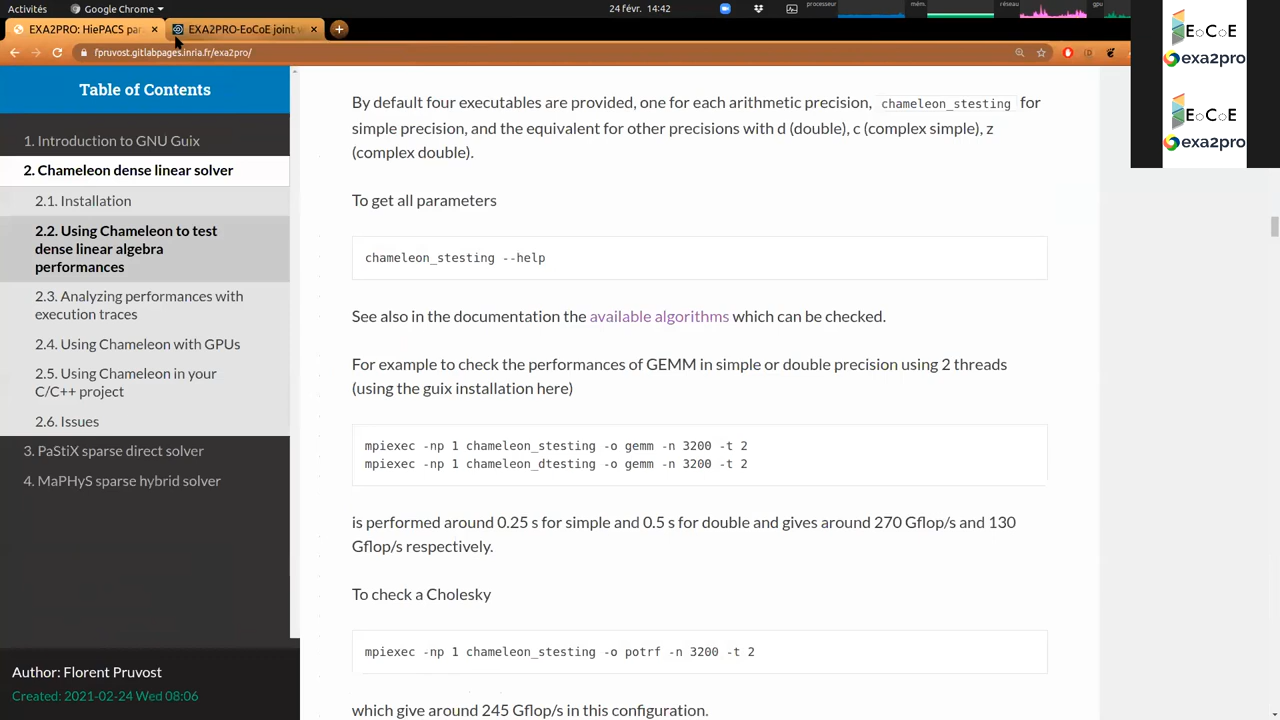 Activités
Google Chrome
24 févr. 14:42
processeur
mém.
réseau
gpu
EXA2PRO: HiePACS pa
EXA2PRO-EoCoE joint
fpruvost.gitlabpages.inria.fr/exa2pro/
EoCoE
exa2pro
EoCoE
exa2pro
Table of Contents
1. Introduction to GNU Guix
2. Chameleon dense linear solver
2.1. Installation
2.2. Using Chameleon to test
dense linear algebra
performances
2.3. Analyzing performances with
execution traces
2.4. Using Chameleon with GPUs
2.5. Using Chameleon in your
C/C++ project
2.6. Issues
3. PaStiX sparse direct solver
4. MaPHyS sparse hybrid solver
Author: Florent Pruvost
Created: 2021-02-24 Wed 08:06
By default four executables are provided, one for each arithmetic precision, chameleon_stesting for
simple precision, and the equivalent for other precisions with d (double), c (complex simple), z
(complex double).
To get all parameters
chameleon_stesting --help
See also in the documentation the available algorithms which can be checked.
For example to check the performances of GEMM in simple or double precision using 2 threads
(using the guix installation here)
mpiexec -np 1 chameleon_stesting -o gemm -n 3200 -t 2
mpiexec -np 1 chameleon_dtesting -o gemm -n 3200 -t 2
is performed around 0.25 s for simple and 0.5 s for double and gives around 270 Gflop/s and 130
Gflop/s respectively.
To check a Cholesky
mpiexec -np 1 chameleon_stesting -o potrf -n 3200 -t 2
which give around 245 Gflop/s in this configuration.